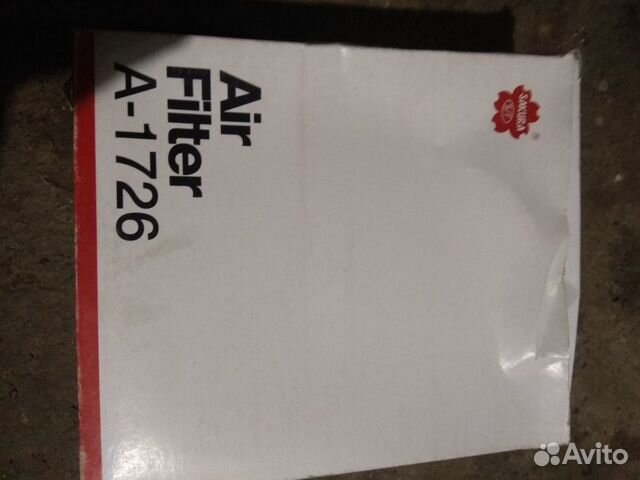 Air
Filter
A-1726
SAKURA
®
Avito